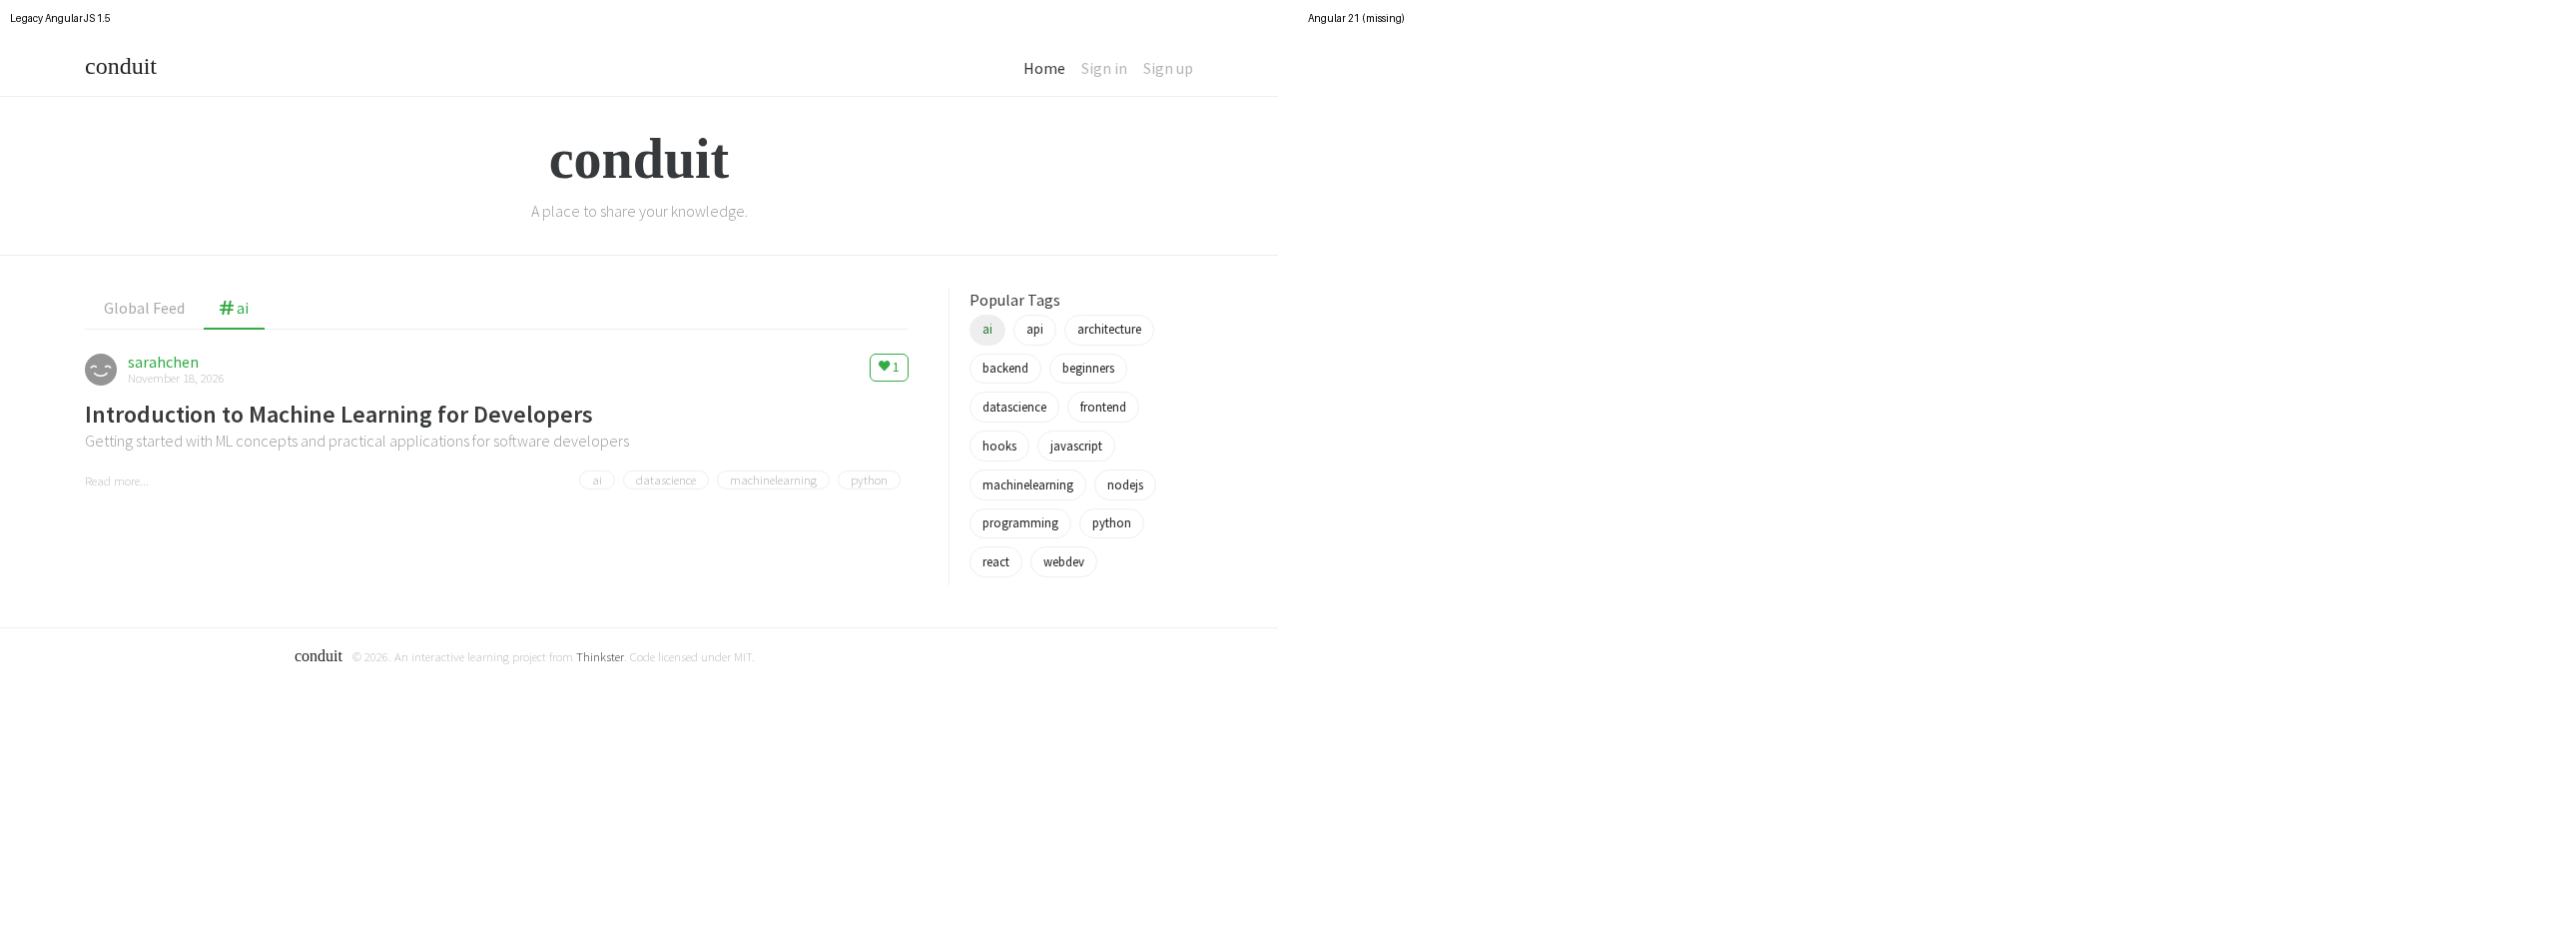 Legacy AngularJS 1.5
Angular 21 (missing)
conduit
Home Sign in Sign up
conduit
A place to share your knowledge.
Global Feed #ai
sarahchen
November 18, 2026
1
Introduction to Machine Learning for Developers
Getting started with ML concepts and practical applications for software developers
Read more...
ai datascience machinelearning python
Popular Tags
ai api architecture
backend beginners
datascience frontend
hooks javascript
machinelearning nodejs
programming python
react webdev
conduit © 2026. An interactive learning project from Thinkster. Code licensed under MIT.